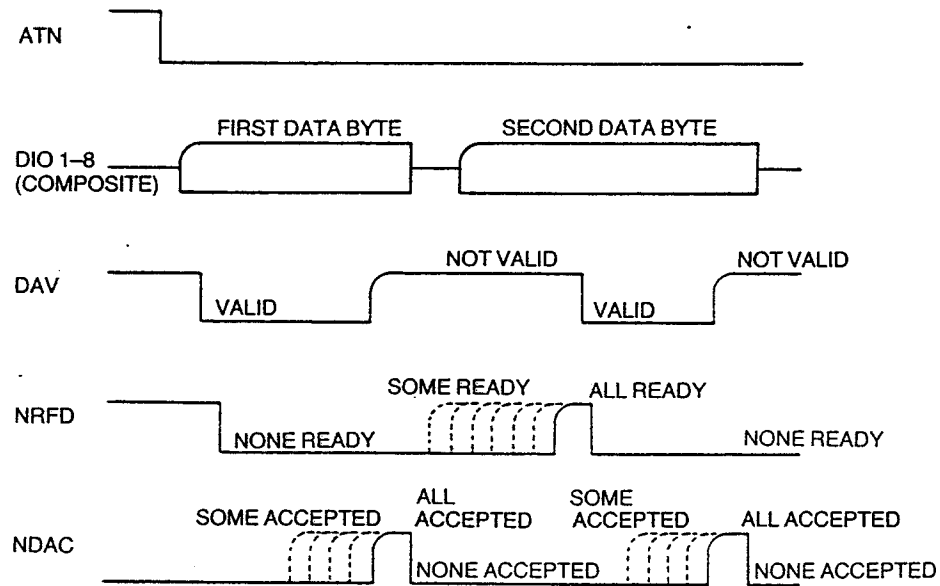 ATN
FIRST DATA BYTE
SECOND DATA BYTE
DIO 1–8
(COMPOSITE)
NOT VALID
NOT VALID
DAV
VALID
VALID
SOME READY
ALL READY
NRFD
NONE READY
NONE READY
ALL
ACCEPTED
SOME
ACCEPTED
SOME ACCEPTED
ALL ACCEPTED
NDAC
NONE ACCEPTED
NONE ACCEPTED